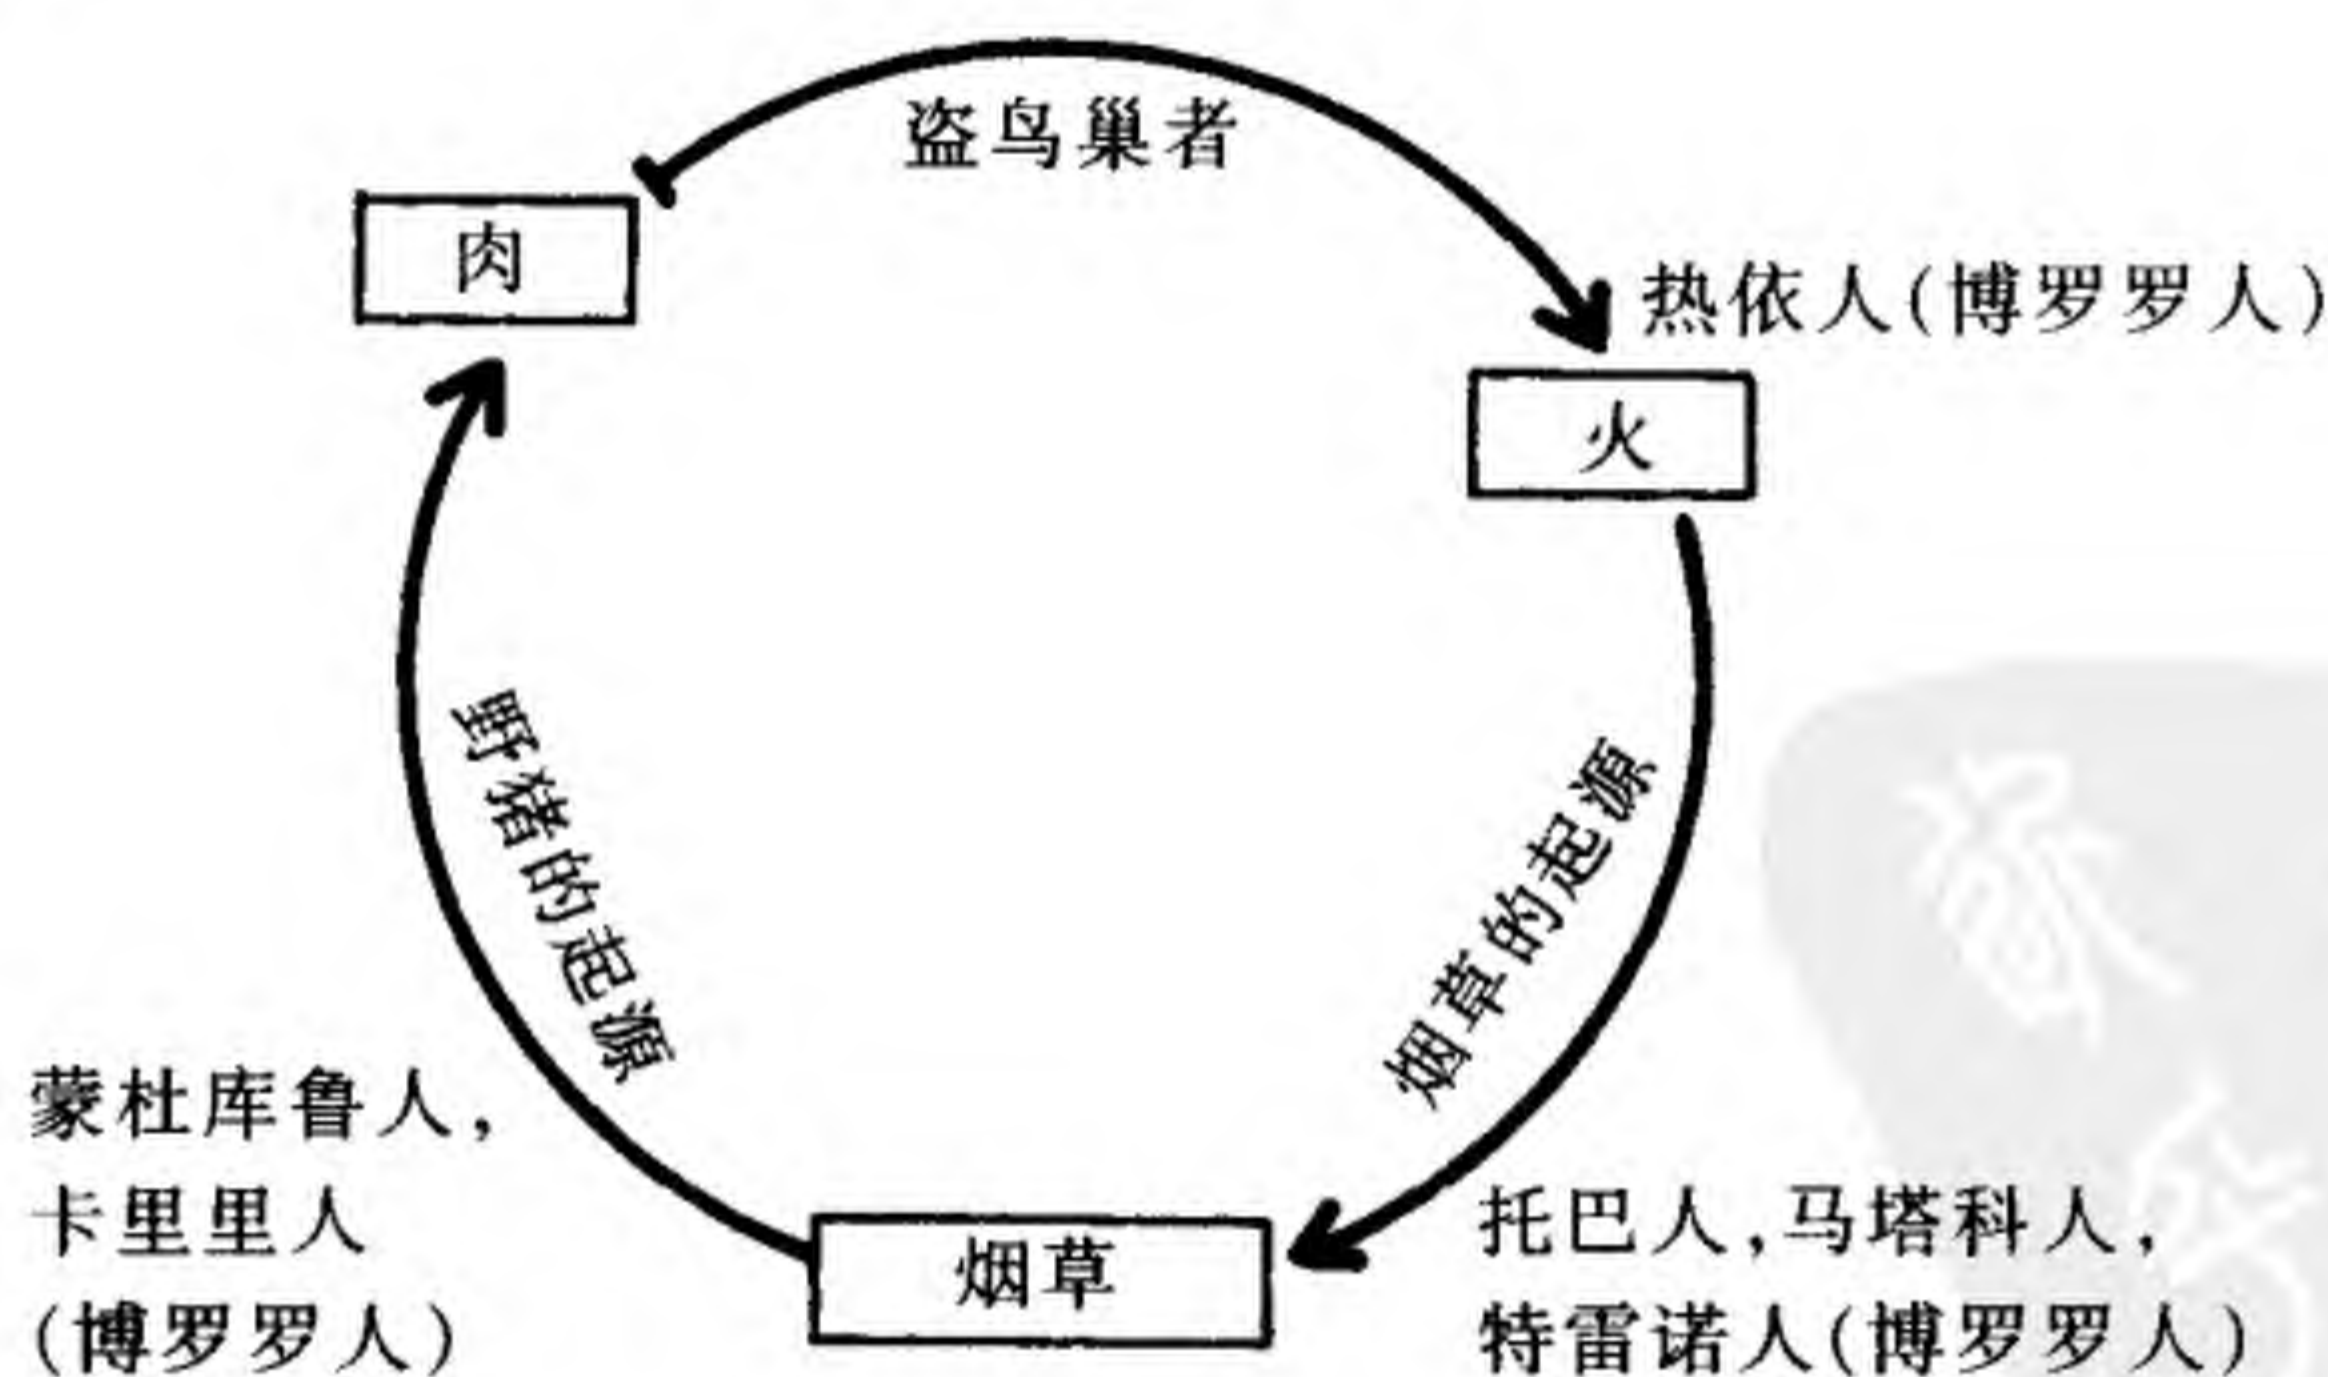 盗鸟巢者
肉
热依人(博罗罗人)
火
野猪的起源
烟草的起源
蒙杜库鲁人,
卡里里人
(博罗罗人)
烟草
托巴人,马塔科人,
特雷诺人(博罗罗人)